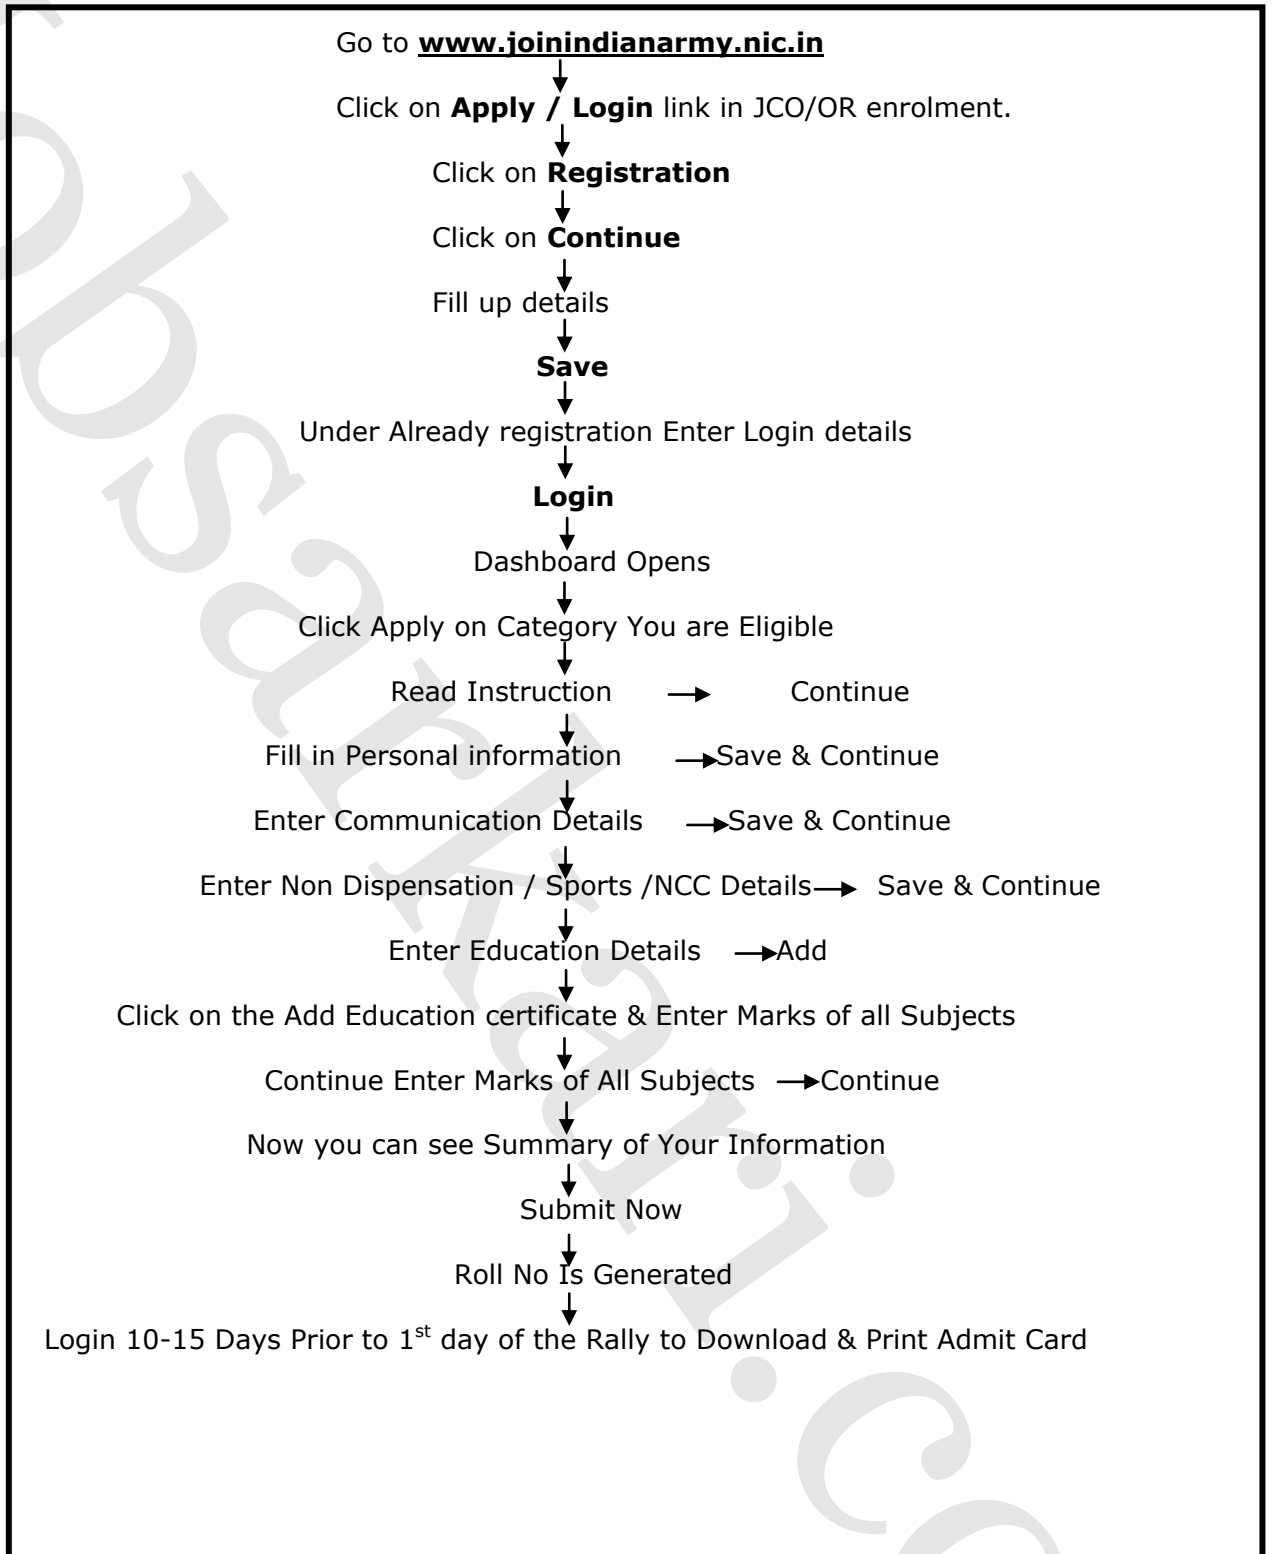 Go to www.joinindianarmy.nic.in
Click on Apply / Login link in JCO/OR enrolment.
Click on Registration
Click on Continue
Fill up details
Save
Under Already registration Enter Login details
Login
Dashboard Opens
Click Apply on Category You are Eligible
Read Instruction Continue
Fill in Personal information Save & Continue
Enter Communication Details Save & Continue
Enter Non Dispensation / Sports /NCC Details Save & Continue
Enter Education Details Add
Click on the Add Education certificate & Enter Marks of all Subjects
Continue Enter Marks of All Subjects Continue
Now you can see Summary of Your Information
Submit Now
Roll No Is Generated
Login 10-15 Days Prior to 1st day of the Rally to Download & Print Admit Card
obsarkari.co